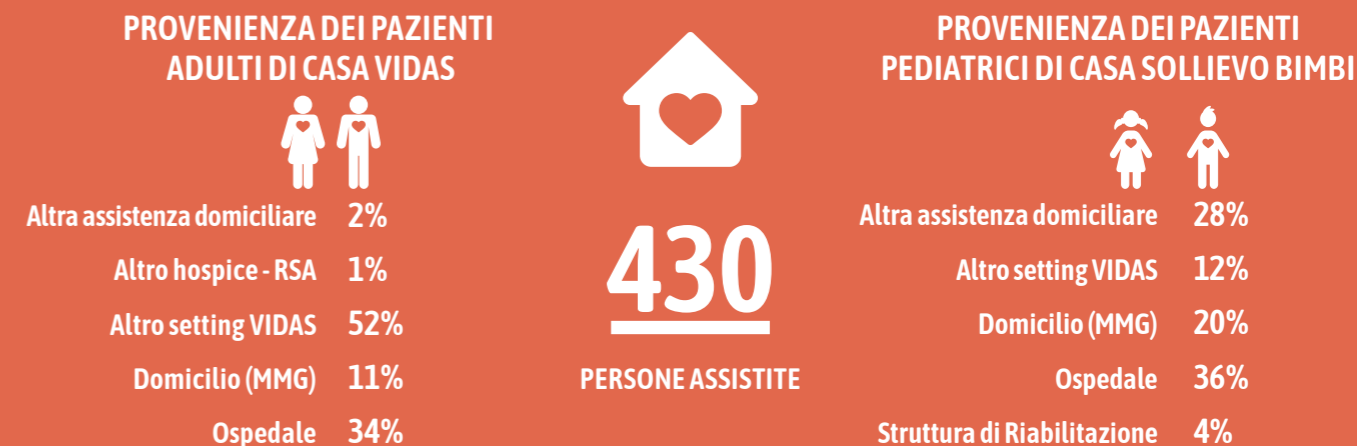 PROVENIENZA DEI PAZIENTI
ADULTI DI CASA VIDAS
Altra assistenza domiciliare 2%
Altro hospice - RSA 1%
Altro setting VIDAS 52%
Domicilio (MMG) 11%
Ospedale 34%
430
PERSONE ASSISTITE
PROVENIENZA DEI PAZIENTI
PEDIATRICI DI CASA SOLLIEVO BIMBI
Altra assistenza domiciliare 28%
Altro setting VIDAS 12%
Domicilio (MMG) 20%
Ospedale 36%
Struttura di Riabilitazione 4%